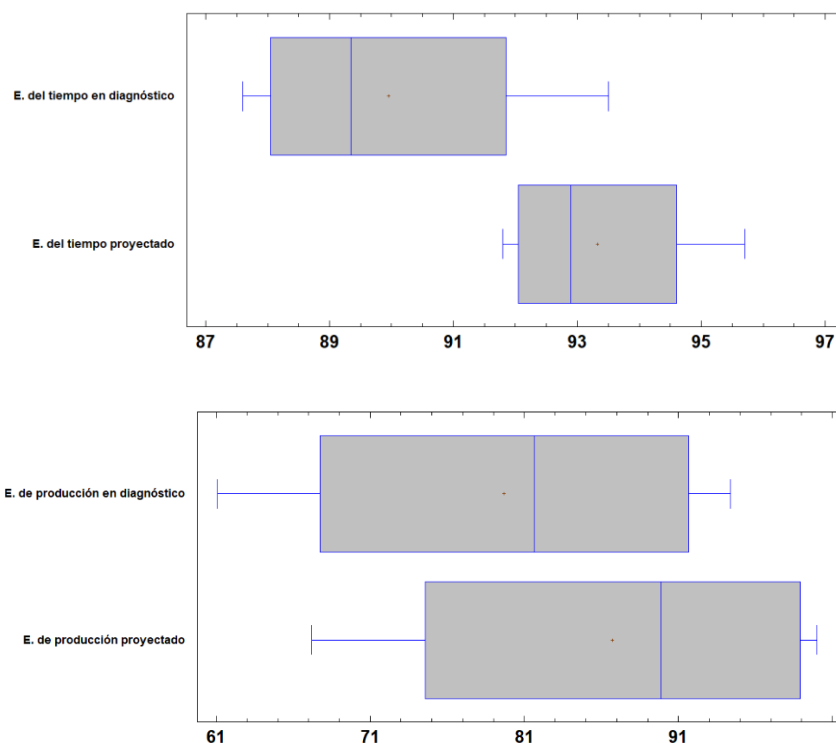 E. del tiempo en diagnóstico
E. del tiempo proyectado
87 89 91 93 95 97
E. de producción en diagnóstico
E. de producción proyectado
61 71 81 91